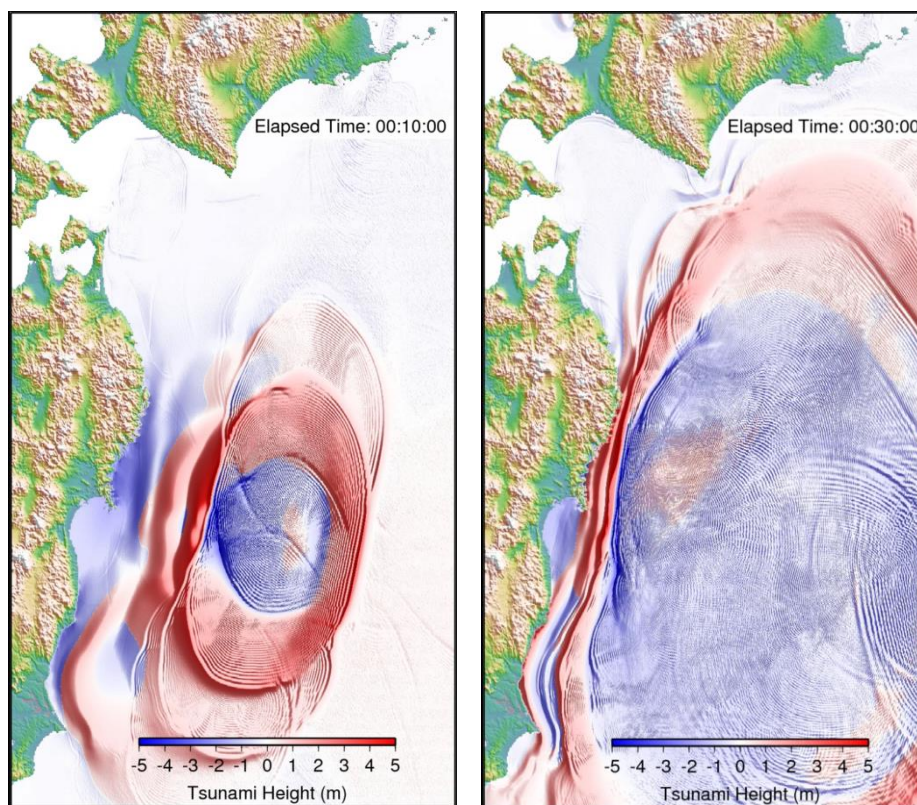 Elapsed Time: 00:10:00
-5 -4 -3 -2 -1 0 1 2 3 4 5
Tsunami Height (m)
Elapsed Time: 00:30:00
-5 -4 -3 -2 -1 0 1 2 3 4 5
Tsunami Height (m)